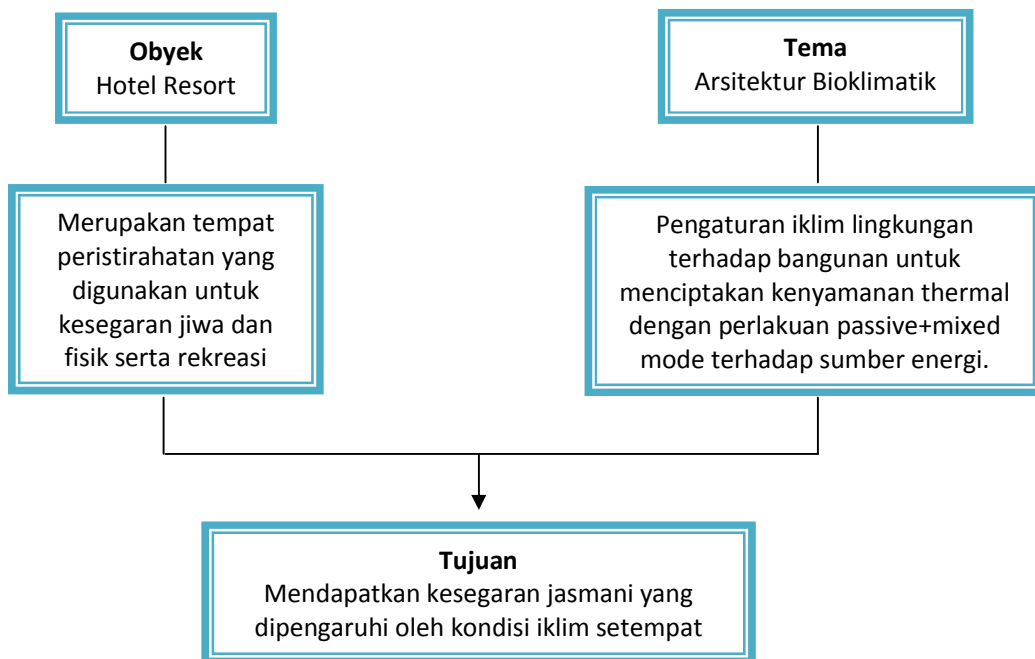 Obyek
Hotel Resort
Tema
Arsitektur Bioklimatik
Merupakan tempat
peristirahatan yang
digunakan untuk
kesegaran jiwa dan
fisik serta rekreasi
Pengaturan iklim lingkungan
terhadap bangunan untuk
menciptakan kenyamanan thermal
dengan perlakuan passive+mixed
mode terhadap sumber energi.
Tujuan
Mendapatkan kesegaran jasmani yang
dipengaruhi oleh kondisi iklim setempat